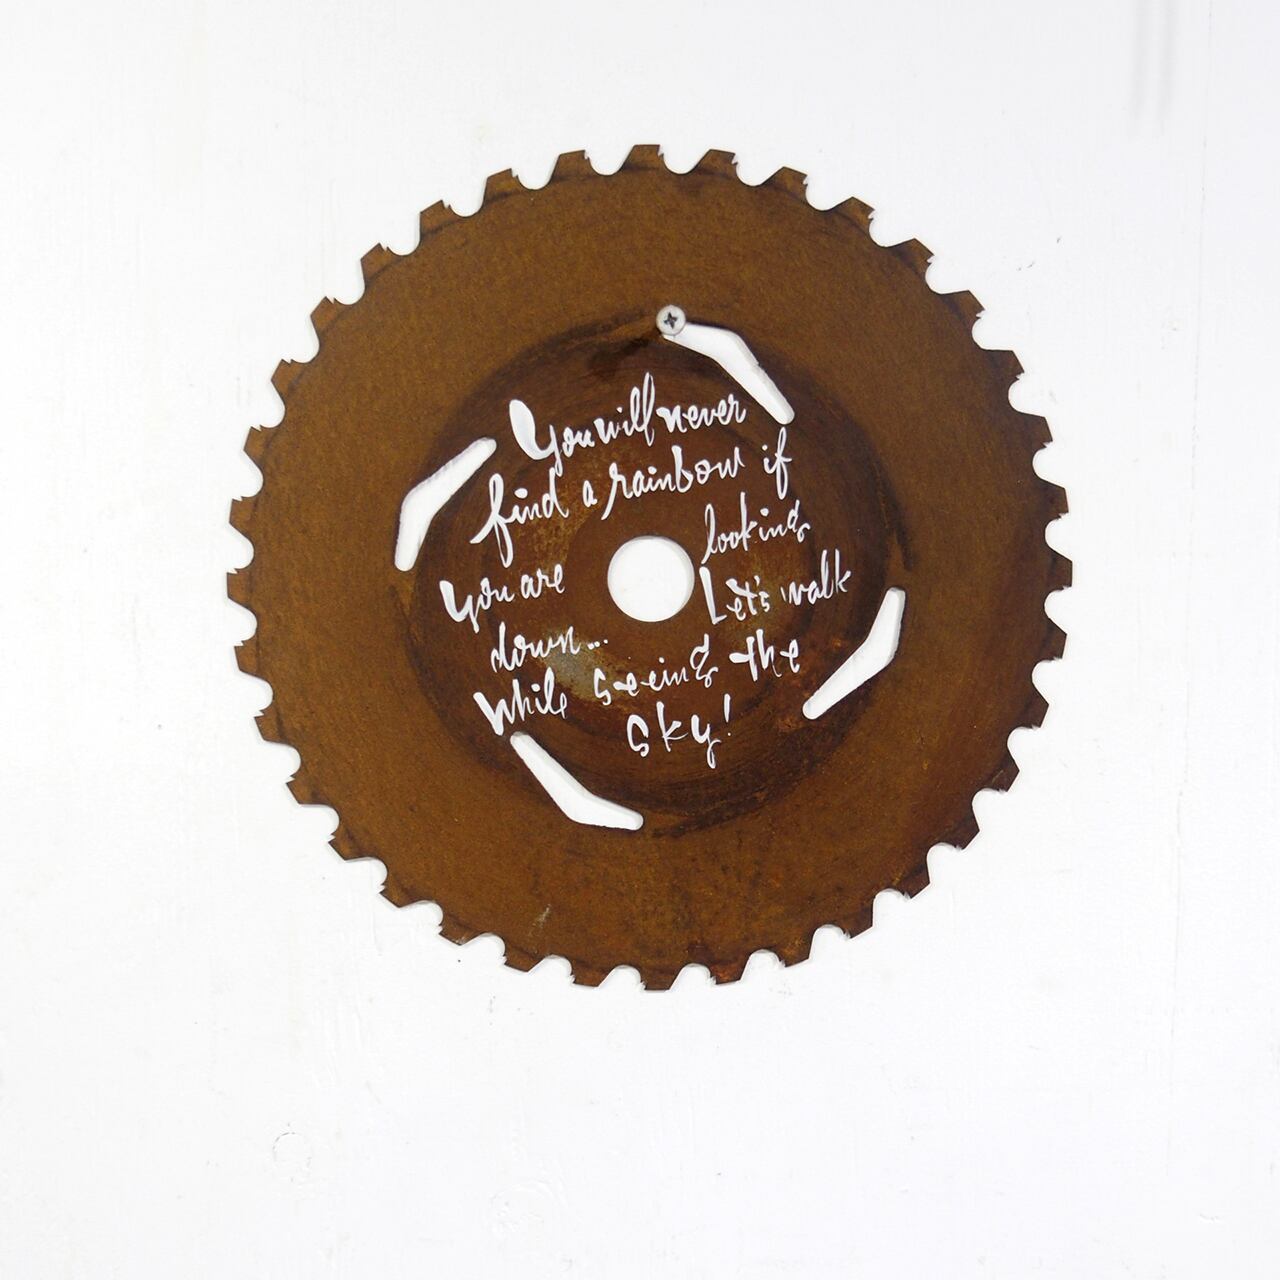 You will never
find a rainbow if
you are looking
down... Let's walk
While seeing the
sky!